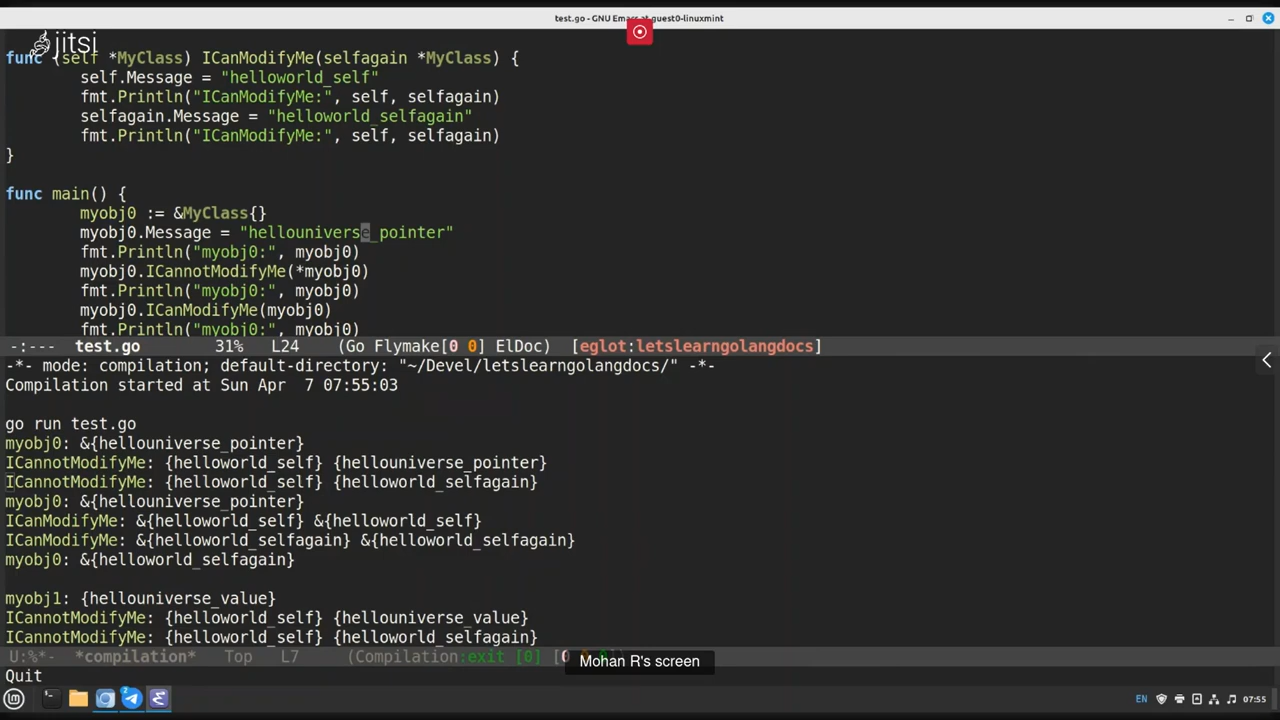 test.go - GNU Emacs at guest0-linuxmint
jitsi
func (self *MyClass) ICanModifyMe(selfagain *MyClass) {
        self.Message = "helloworld_self"
        fmt.Println("ICanModifyMe:", self, selfagain)
        selfagain.Message = "helloworld_selfagain"
        fmt.Println("ICanModifyMe:", self, selfagain)
}
func main() {
        myobj0 := &MyClass{}
        myobj0.Message = "hellouniverse_pointer"
        fmt.Println("myobj0:", myobj0)
        myobj0.ICannotModifyMe(*myobj0)
        fmt.Println("myobj0:", myobj0)
        myobj0.ICanModifyMe(myobj0)
        fmt.Println("myobj0:", myobj0)
-:--- test.go 31% L24 (Go Flymake[0 0] ElDoc) [eglot:letslearngolangdocs]
-*- mode: compilation; default-directory: "~/Devel/letslearngolangdocs/" -*-
Compilation started at Sun Apr  7 07:55:03
go run test.go
myobj0: &{hellouniverse_pointer}
ICannotModifyMe: {helloworld_self} {hellouniverse_pointer}
ICannotModifyMe: {helloworld_self} {helloworld_selfagain}
myobj0: &{hellouniverse_pointer}
ICanModifyMe: &{helloworld_self} &{helloworld_self}
ICanModifyMe: &{helloworld_selfagain} &{helloworld_selfagain}
myobj0: &{helloworld_selfagain}
myobj1: {hellouniverse_value}
ICannotModifyMe: {helloworld_self} {hellouniverse_value}
ICannotModifyMe: {helloworld_self} {helloworld_selfagain}
U:%*- *compilation* Top L7 (Compilation:exit [0] [0
Mohan R's screen
Quit
EN 07:55